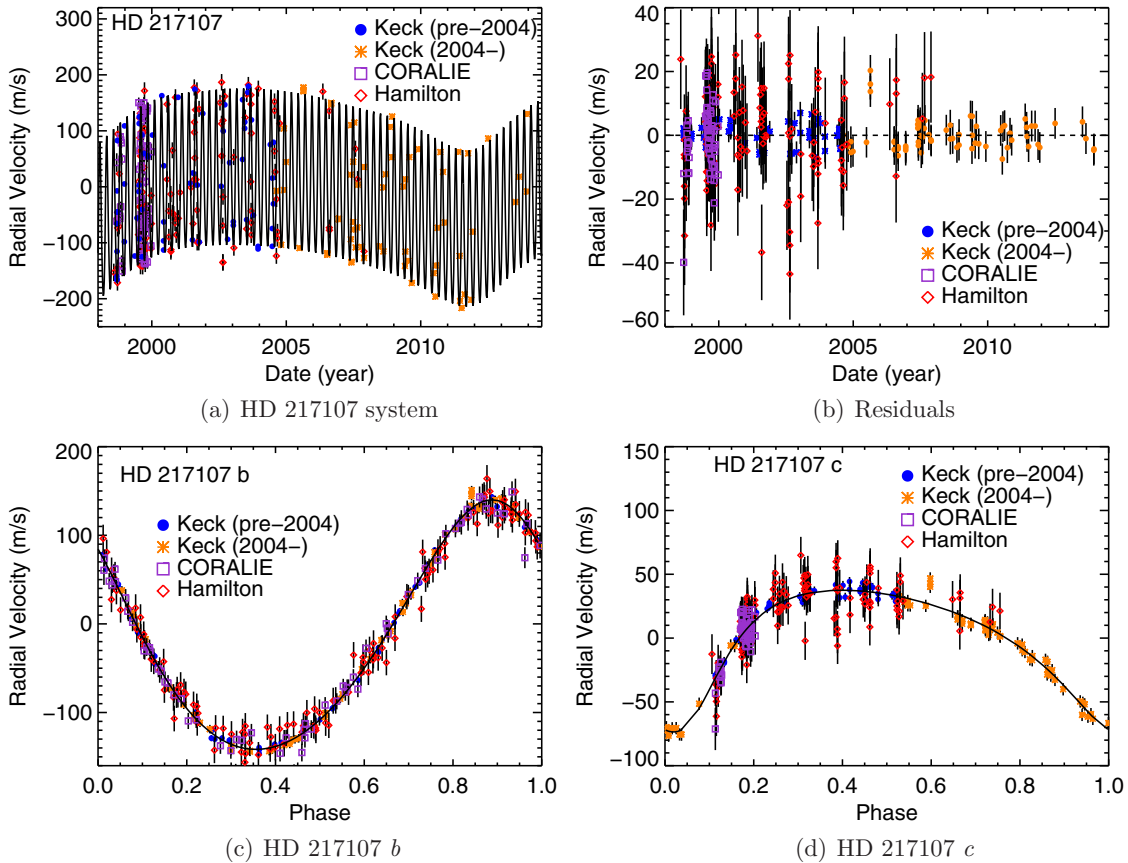 HD 217107
Keck (pre−2004)
Keck (2004−)
CORALIE
Hamilton
Radial Velocity (m/s)
300
200
100
0
−100
−200
2000
2005
2010
Date (year)
(a) HD 217107 system
Radial Velocity (m/s)
40
20
0
−20
−40
−60
Keck (pre−2004)
Keck (2004−)
CORALIE
Hamilton
2000
2005
2010
Date (year)
(b) Residuals
HD 217107 b
Keck (pre−2004)
Keck (2004−)
CORALIE
Hamilton
Radial Velocity (m/s)
200
100
0
−100
0.0 0.2 0.4 0.6 0.8 1.0
Phase
(c) HD 217107 b
HD 217107 c
Keck (pre−2004)
Keck (2004−)
CORALIE
Hamilton
Radial Velocity (m/s)
150
100
50
0
−50
−100
0.0 0.2 0.4 0.6 0.8 1.0
Phase
(d) HD 217107 c